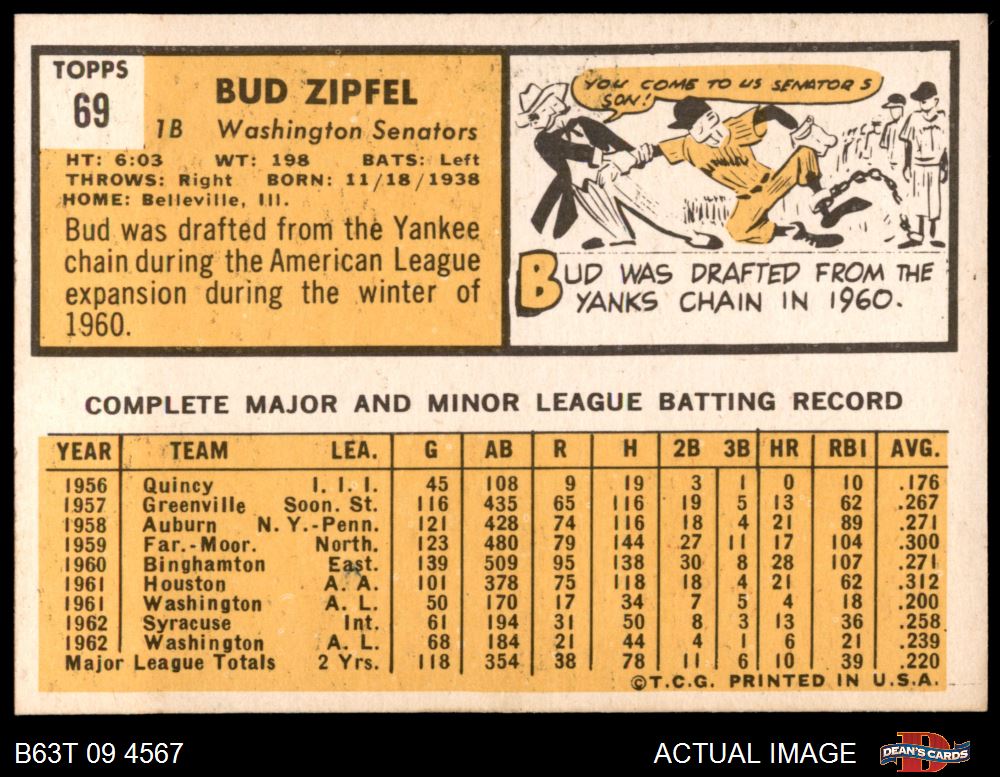 TOPPS
69
BUD ZIPFEL
1B Washington Senators
HT: 6:03 WT: 198 BATS: Left
THROWS: Right BORN: 11/18/1938
HOME: Belleville, Ill.
Bud was drafted from the Yankee
chain during the American League
expansion during the winter of
1960.
YOU COME TO US SENATORS
SON!
BUD WAS DRAFTED FROM THE
YANKS CHAIN IN 1960.
COMPLETE MAJOR AND MINOR LEAGUE BATTING RECORD
YEAR TEAM LEA. G AB R H 2B 3B HR RBI AVG.
1956 Quincy I. I. I. 45 108 9 19 3 1 0 10 .176
1957 Greenville Soon. St. 116 435 65 116 19 5 13 62 .267
1958 Auburn N. Y.-Penn. 121 428 74 116 18 4 21 89 .271
1959 Far.-Moor. North. 123 480 79 144 27 11 17 104 .300
1960 Binghamton East. 139 509 95 138 30 8 28 107 .271
1961 Houston A. A. 101 378 75 118 18 4 21 62 .312
1961 Washington A. L. 50 170 17 34 7 5 4 18 .200
1962 Syracuse Int. 61 194 31 50 8 3 13 36 .258
1962 Washington A. L. 68 184 21 44 4 1 6 21 .239
Major League Totals 2 Yrs. 118 354 38 78 11 6 10 39 .220
©T.C.G. PRINTED IN U.S.A.
B63T 09 4567
ACTUAL IMAGE
DEAN'S CARDS